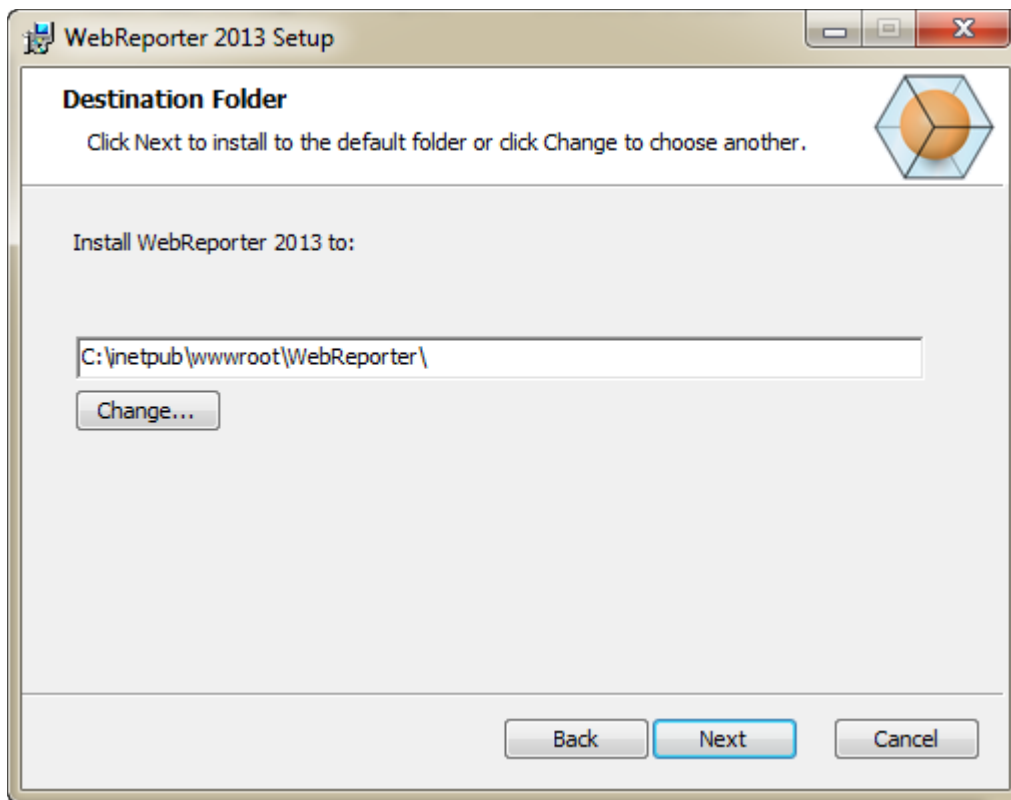 WebReporter 2013 Setup
Destination Folder
Click Next to install to the default folder or click Change to choose another.
Install WebReporter 2013 to:
C:\inetpub\wwwroot\WebReporter\
Change...
Back
Next
Cancel